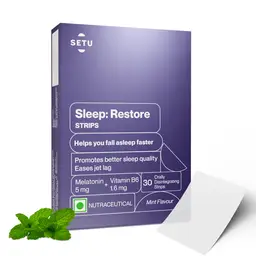 SETU
Sleep: Restore
STRIPS
Helps you fall asleep faster
Promotes better sleep quality
Eases jet lag
Melatonin
5 mg
+
Vitamin B6
1.6 mg
30
Orally
Disintegrating
Strips
NUTRACEUTICAL
Mint Flavour